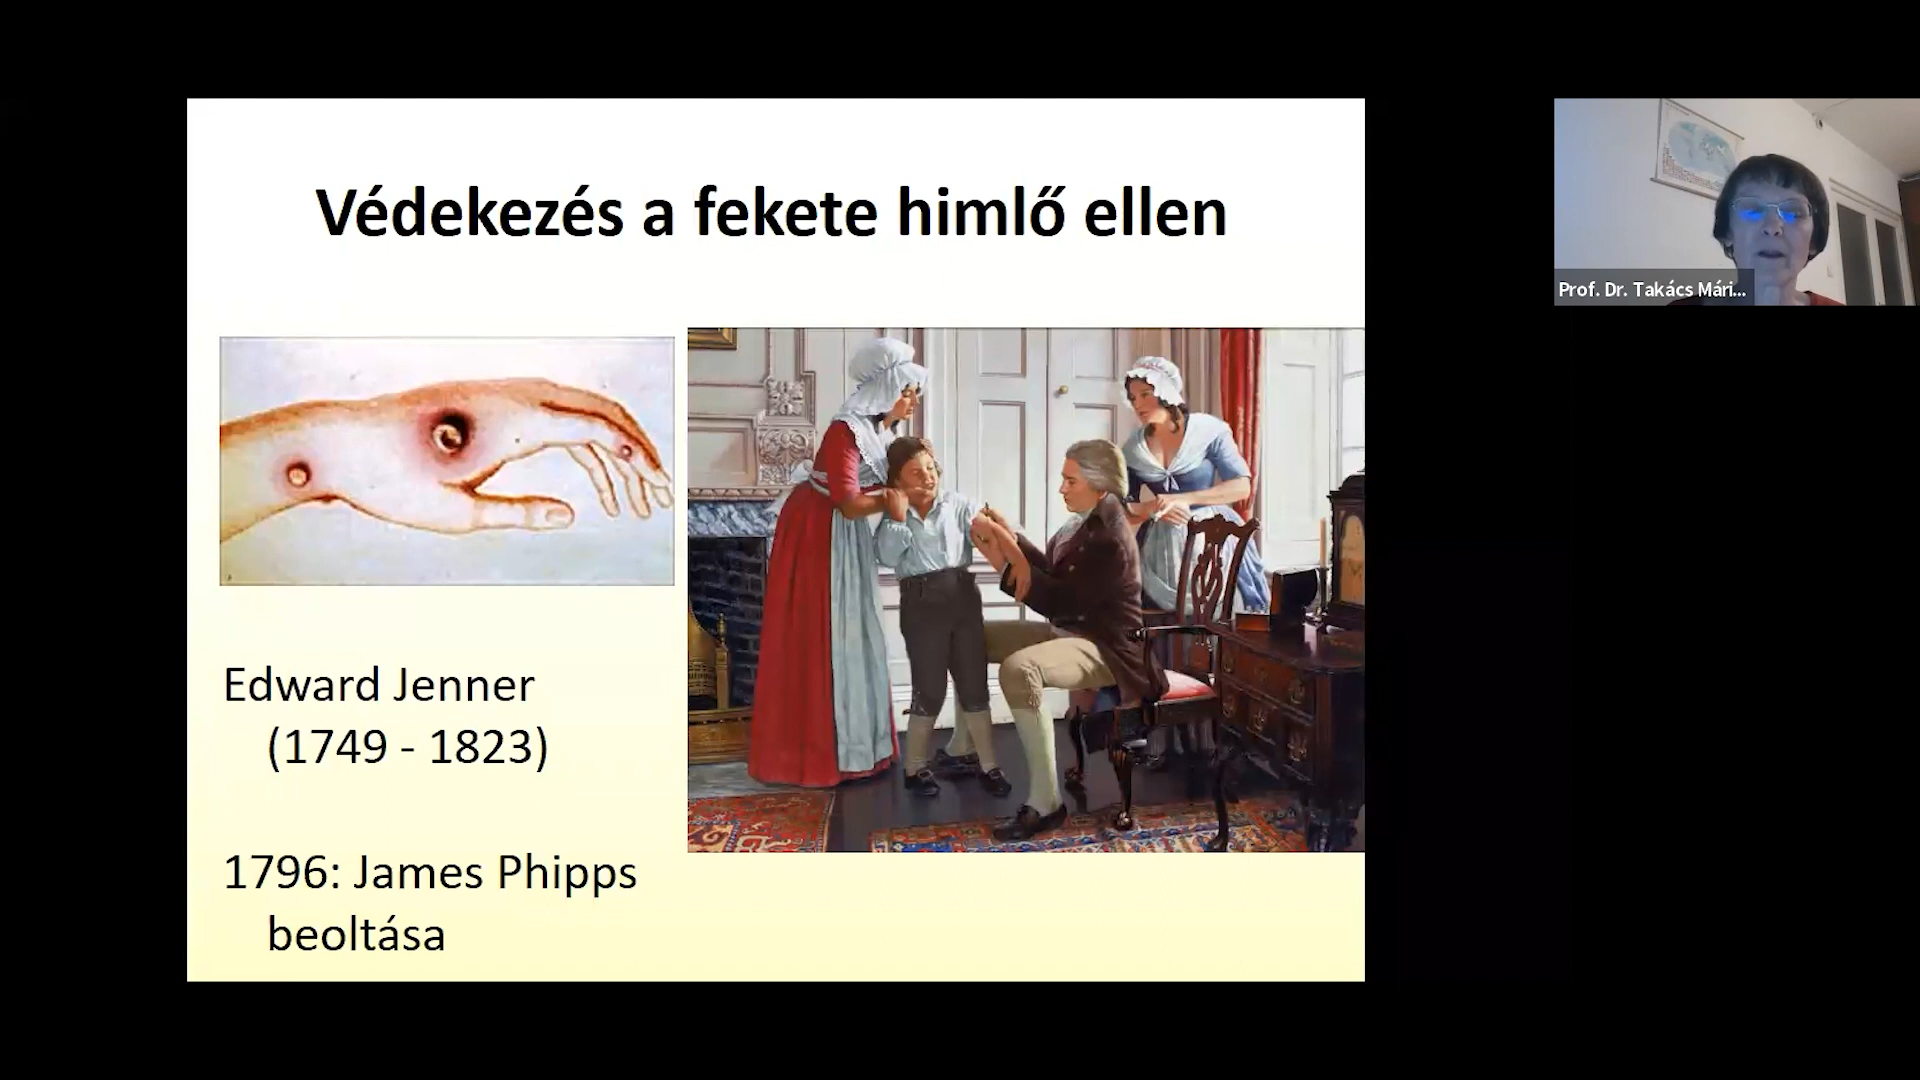 Védekezés a fekete himlő ellen
Edward Jenner
(1749 - 1823)
1796: James Phipps
beoltása
Prof. Dr. Takács Mári...